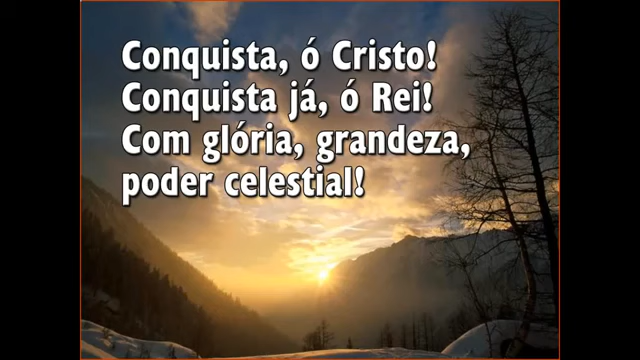 Conquista, ó Cristo!
Conquista já, ó Rei!
Com glória, grandeza,
poder celestial!